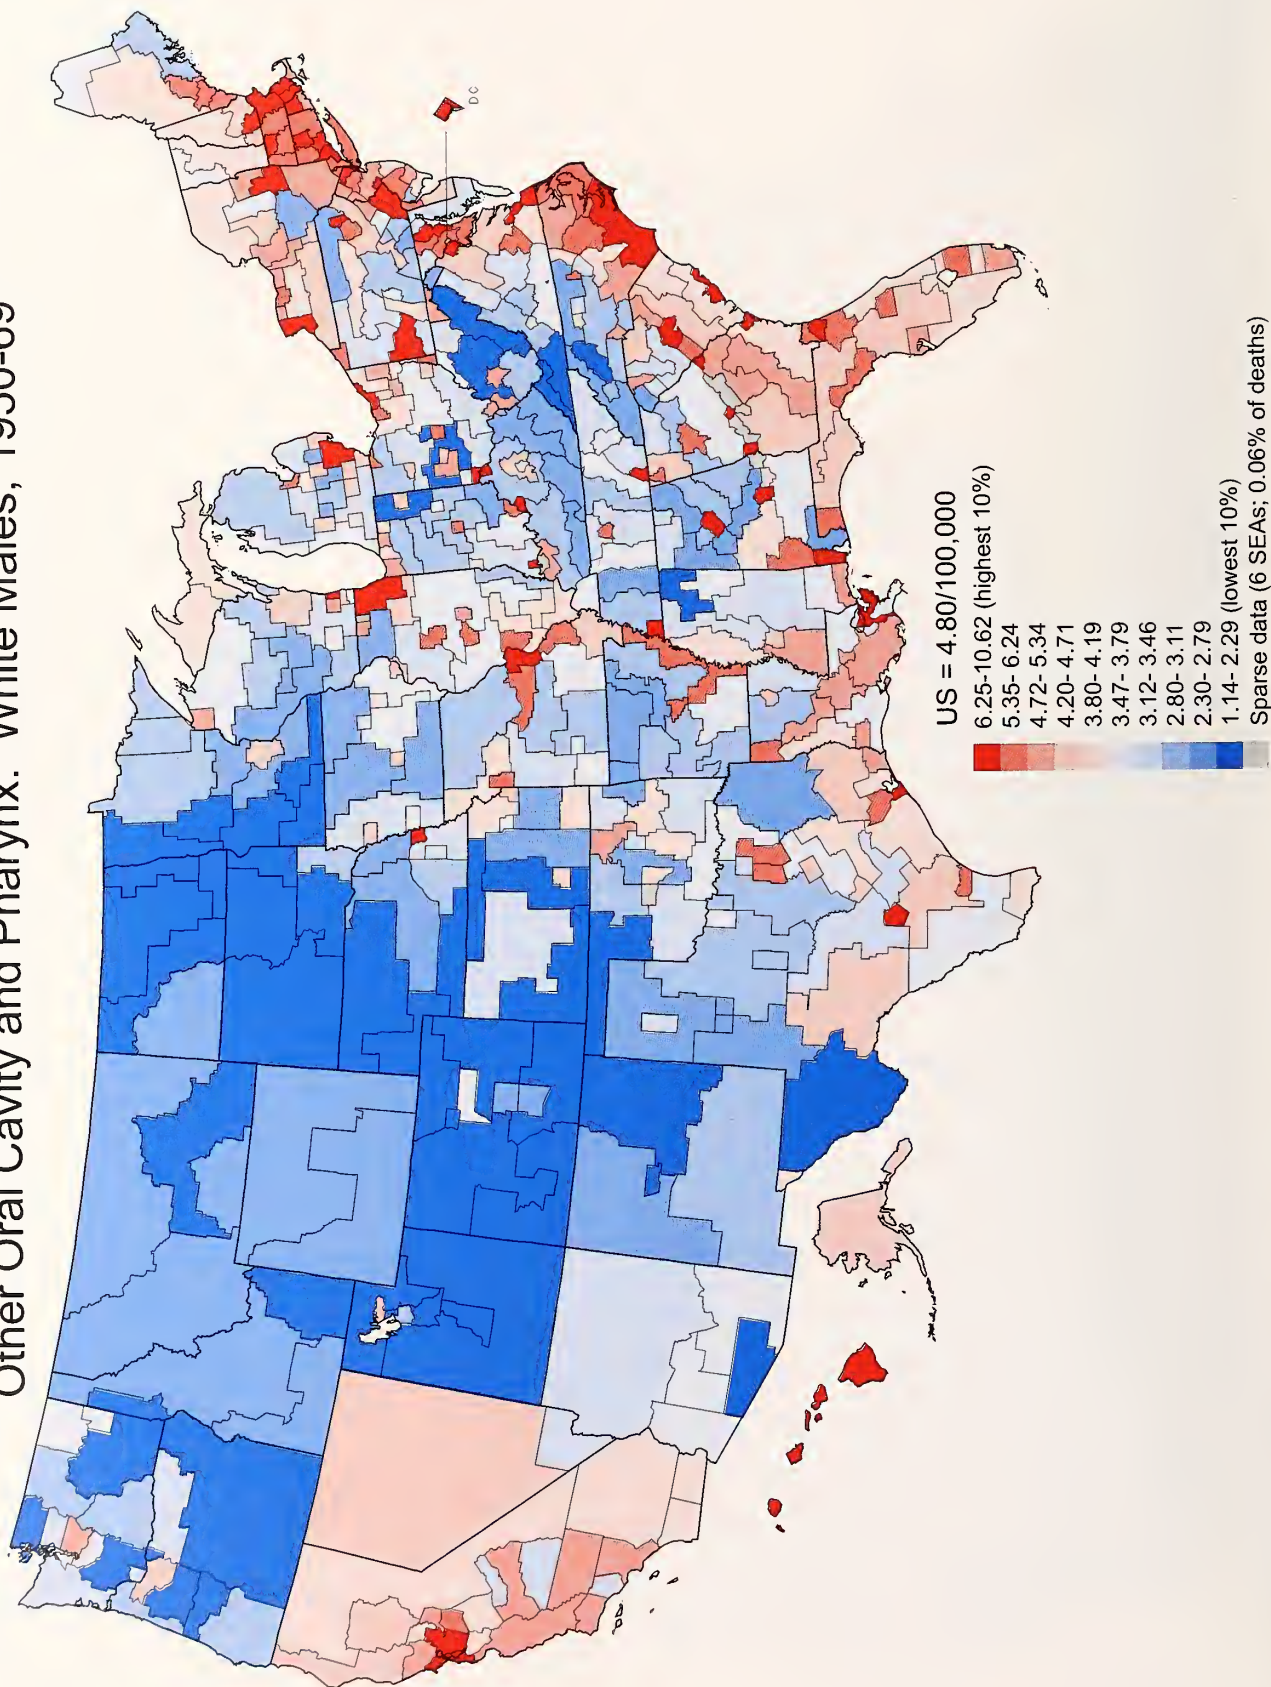 Other Oral Cavity and Pharynx: White Males, 1950-69
DC
US = 4.80/100,000
6.25-10.62 (highest 10%)
5.35- 6.24
4.72- 5.34
4.20- 4.71
3.80- 4.19
3.47- 3.79
3.12- 3.46
2.80- 3.11
2.30- 2.79
1.14- 2.29 (lowest 10%)
Sparse data (6 SEAs; 0.06% of deaths)